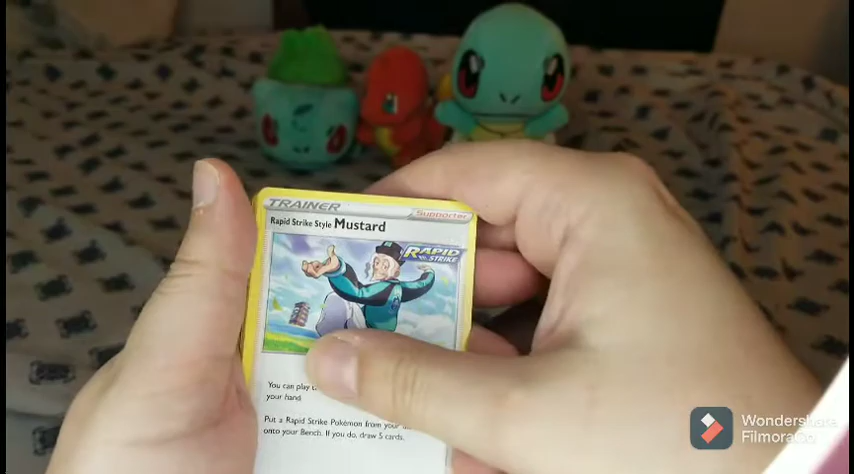 TRAINER
Supporter
Rapid Strike Style Mustard
RAPID
STRIKE
You can play
your hand
Put a Rapid Strike Pokémon from your
onto your Bench. If you do, draw 5 cards.
Wondershare
FilmoraGo